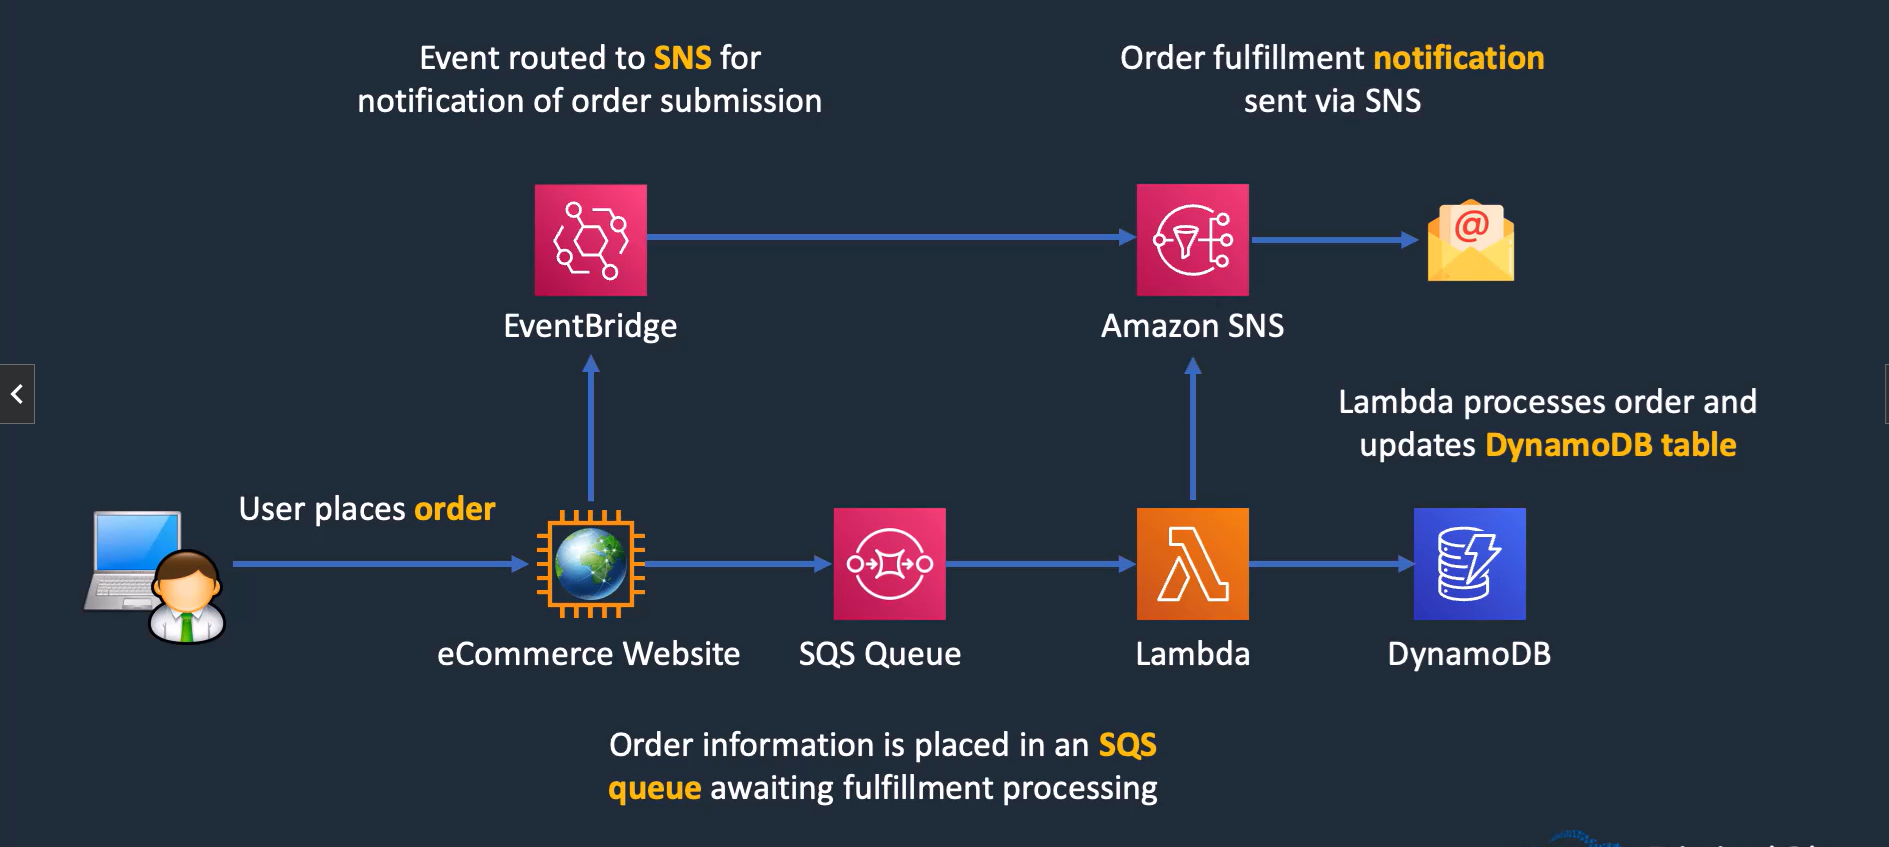 Event routed to SNS for
notification of order submission
Order fulfillment notification
sent via SNS
@
EventBridge
Amazon SNS
Lambda processes order and
updates DynamoDB table
User places order
eCommerce Website
SQS Queue
Lambda
DynamoDB
Order information is placed in an SQS
queue awaiting fulfillment processing